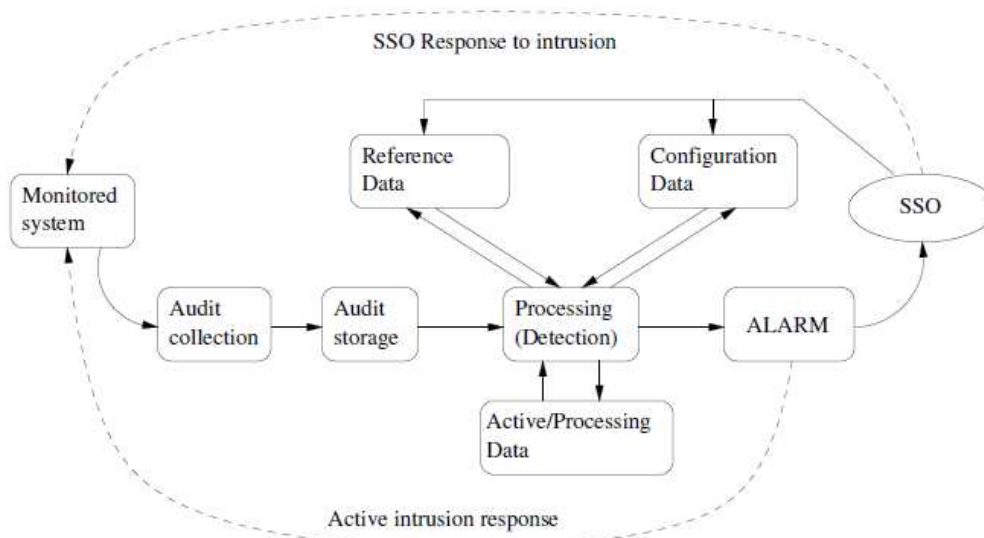 SSO Response to intrusion
Reference
Data
Configuration
Data
Monitored
system
SSO
Audit
collection
Audit
storage
Processing
(Detection)
ALARM
Active/Processing
Data
Active intrusion response